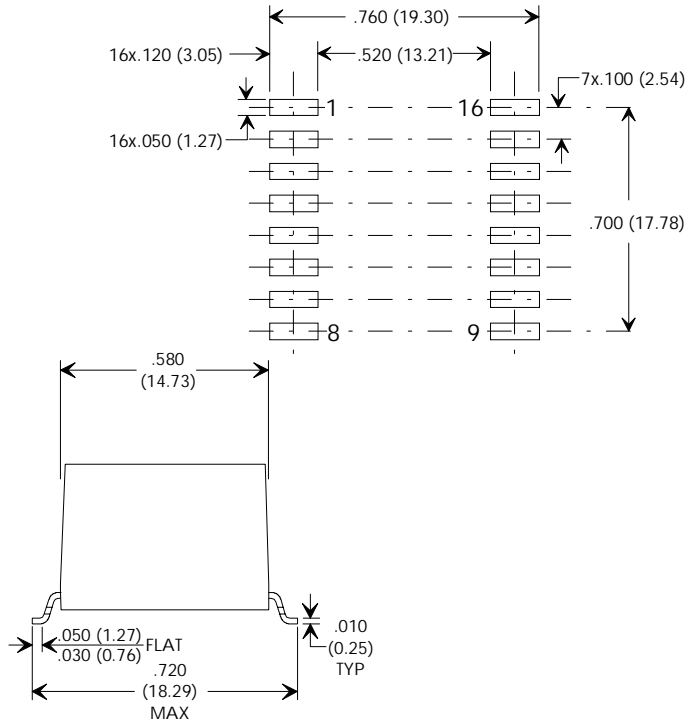 .760 (19.30)
16x.120 (3.05)
.520 (13.21)
7x.100 (2.54)
1
16
16x.050 (1.27)
.700 (17.78)
8
9
.580
(14.73)
.050 (1.27)
.030 (0.76)
FLAT
.010
(0.25)
TYP
.720
(18.29)
MAX